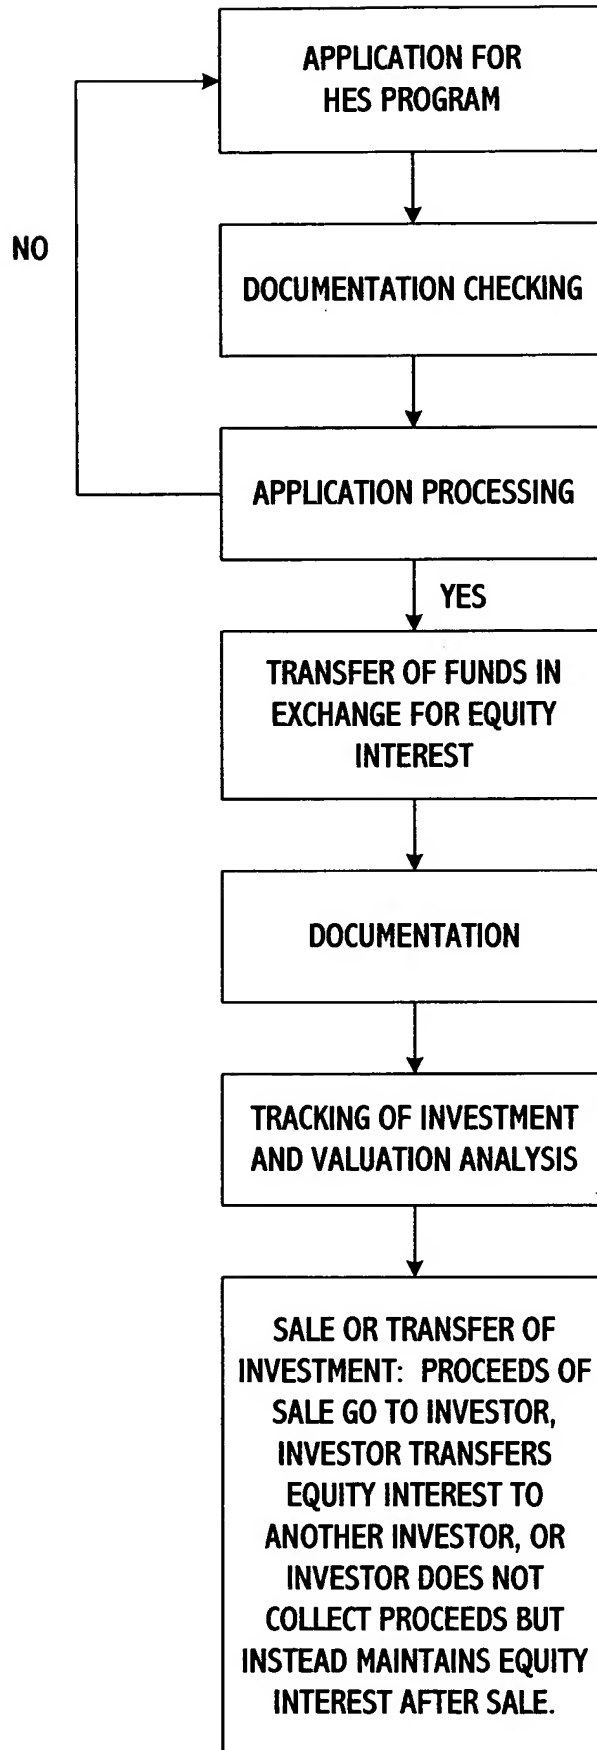 APPLICATION FOR
HES PROGRAM
NO
DOCUMENTATION CHECKING
APPLICATION PROCESSING
YES
TRANSFER OF FUNDS IN
EXCHANGE FOR EQUITY
INTEREST
DOCUMENTATION
TRACKING OF INVESTMENT
AND VALUATION ANALYSIS
SALE OR TRANSFER OF
INVESTMENT: PROCEEDS OF
SALE GO TO INVESTOR,
INVESTOR TRANSFERS
EQUITY INTEREST TO
ANOTHER INVESTOR, OR
INVESTOR DOES NOT
COLLECT PROCEEDS BUT
INSTEAD MAINTAINS EQUITY
INTEREST AFTER SALE.